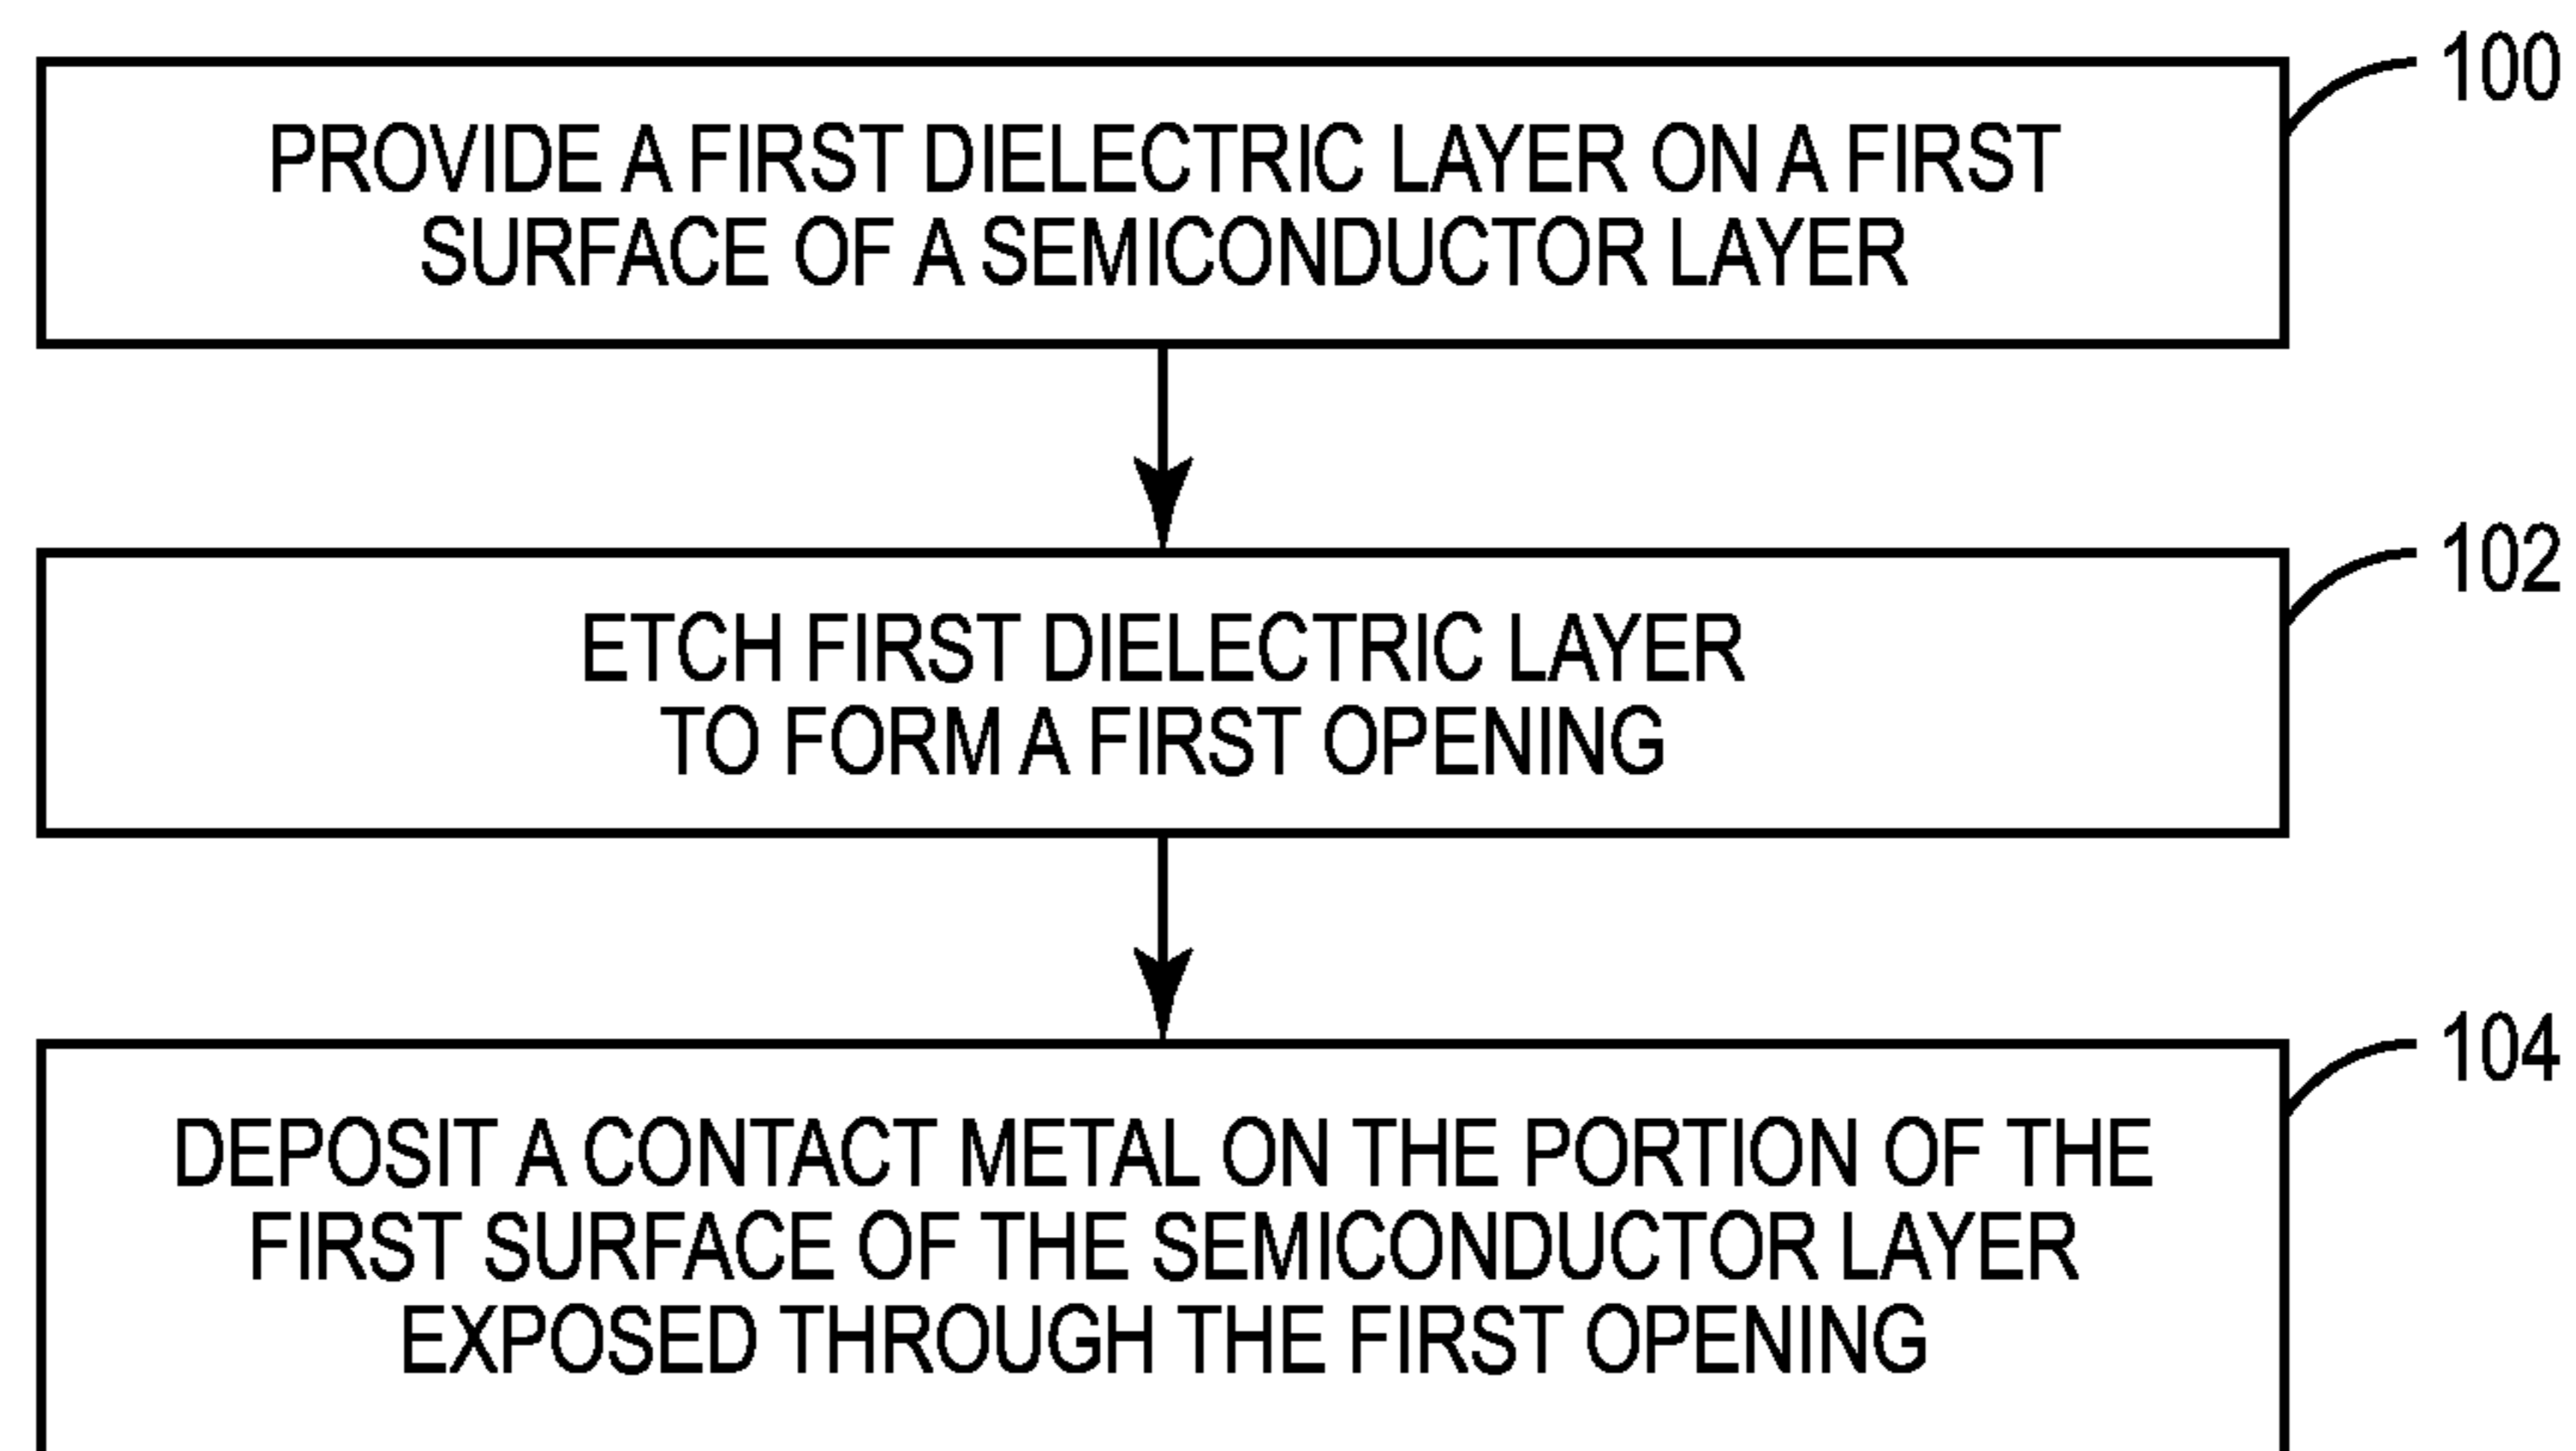 100
PROVIDE A FIRST DIELECTRIC LAYER ON A FIRST
SURFACE OF A SEMICONDUCTOR LAYER
102
ETCH FIRST DIELECTRIC LAYER
TO FORM A FIRST OPENING
104
DEPOSIT A CONTACT METAL ON THE PORTION OF THE
FIRST SURFACE OF THE SEMICONDUCTOR LAYER
EXPOSED THROUGH THE FIRST OPENING